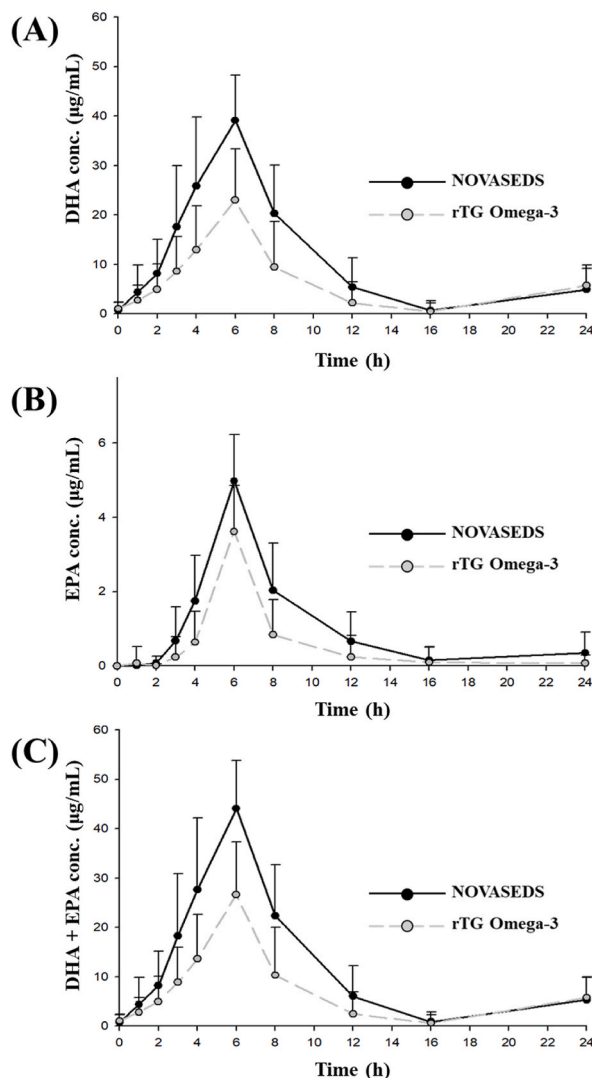 (A)
DHA conc. (μg/mL)
60
50
40
30
20
10
0
NOVASEDS
rTG Omega-3
0 2 4 6 8 10 12 14 16 18 20 22 24
Time (h)
(B)
EPA conc. (μg/mL)
6
4
2
0
NOVASEDS
rTG Omega-3
0 2 4 6 8 10 12 14 16 18 20 22 24
Time (h)
(C)
DHA + EPA conc. (μg/mL)
60
50
40
30
20
10
0
NOVASEDS
rTG Omega-3
0 2 4 6 8 10 12 14 16 18 20 22 24
Time (h)